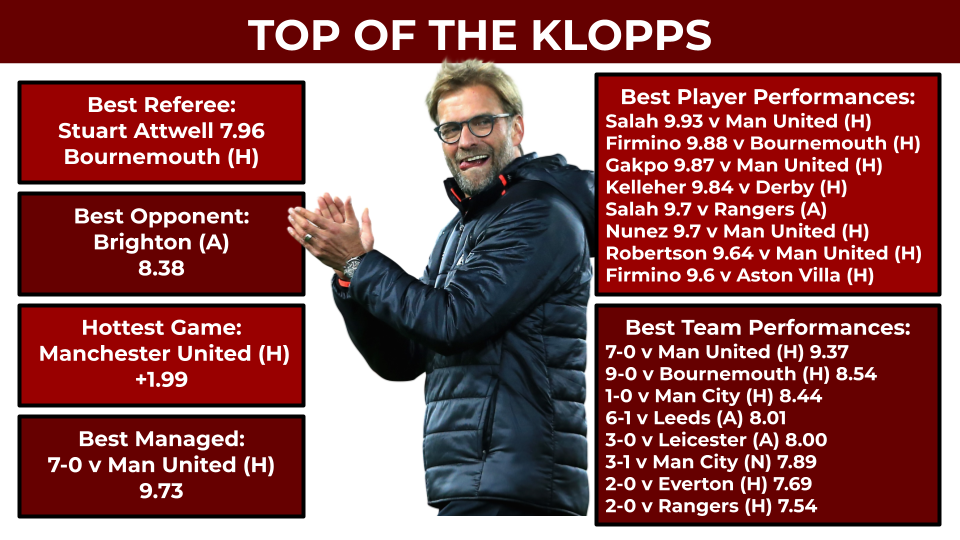 TOP OF THE KLOPPS
Best Referee:
Stuart Attwell 7.96
Bournemouth (H)
Best Opponent:
Brighton (A)
8.38
Hottest Game:
Manchester United (H)
+1.99
Best Managed:
7-0 v Man United (H)
9.73
Best Player Performances:
Salah 9.93 v Man United (H)
Firmino 9.88 v Bournemouth (H)
Gakpo 9.87 v Man United (H)
Kelleher 9.84 v Derby (H)
Salah 9.7 v Rangers (A)
Nunez 9.7 v Man United (H)
Robertson 9.64 v Man United (H)
Firmino 9.6 v Aston Villa (H)
Best Team Performances:
7-0 v Man United (H) 9.37
9-0 v Bournemouth (H) 8.54
1-0 v Man City (H) 8.44
6-1 v Leeds (A) 8.01
3-0 v Leicester (A) 8.00
3-1 v Man City (N) 7.89
2-0 v Everton (H) 7.69
2-0 v Rangers (H) 7.54